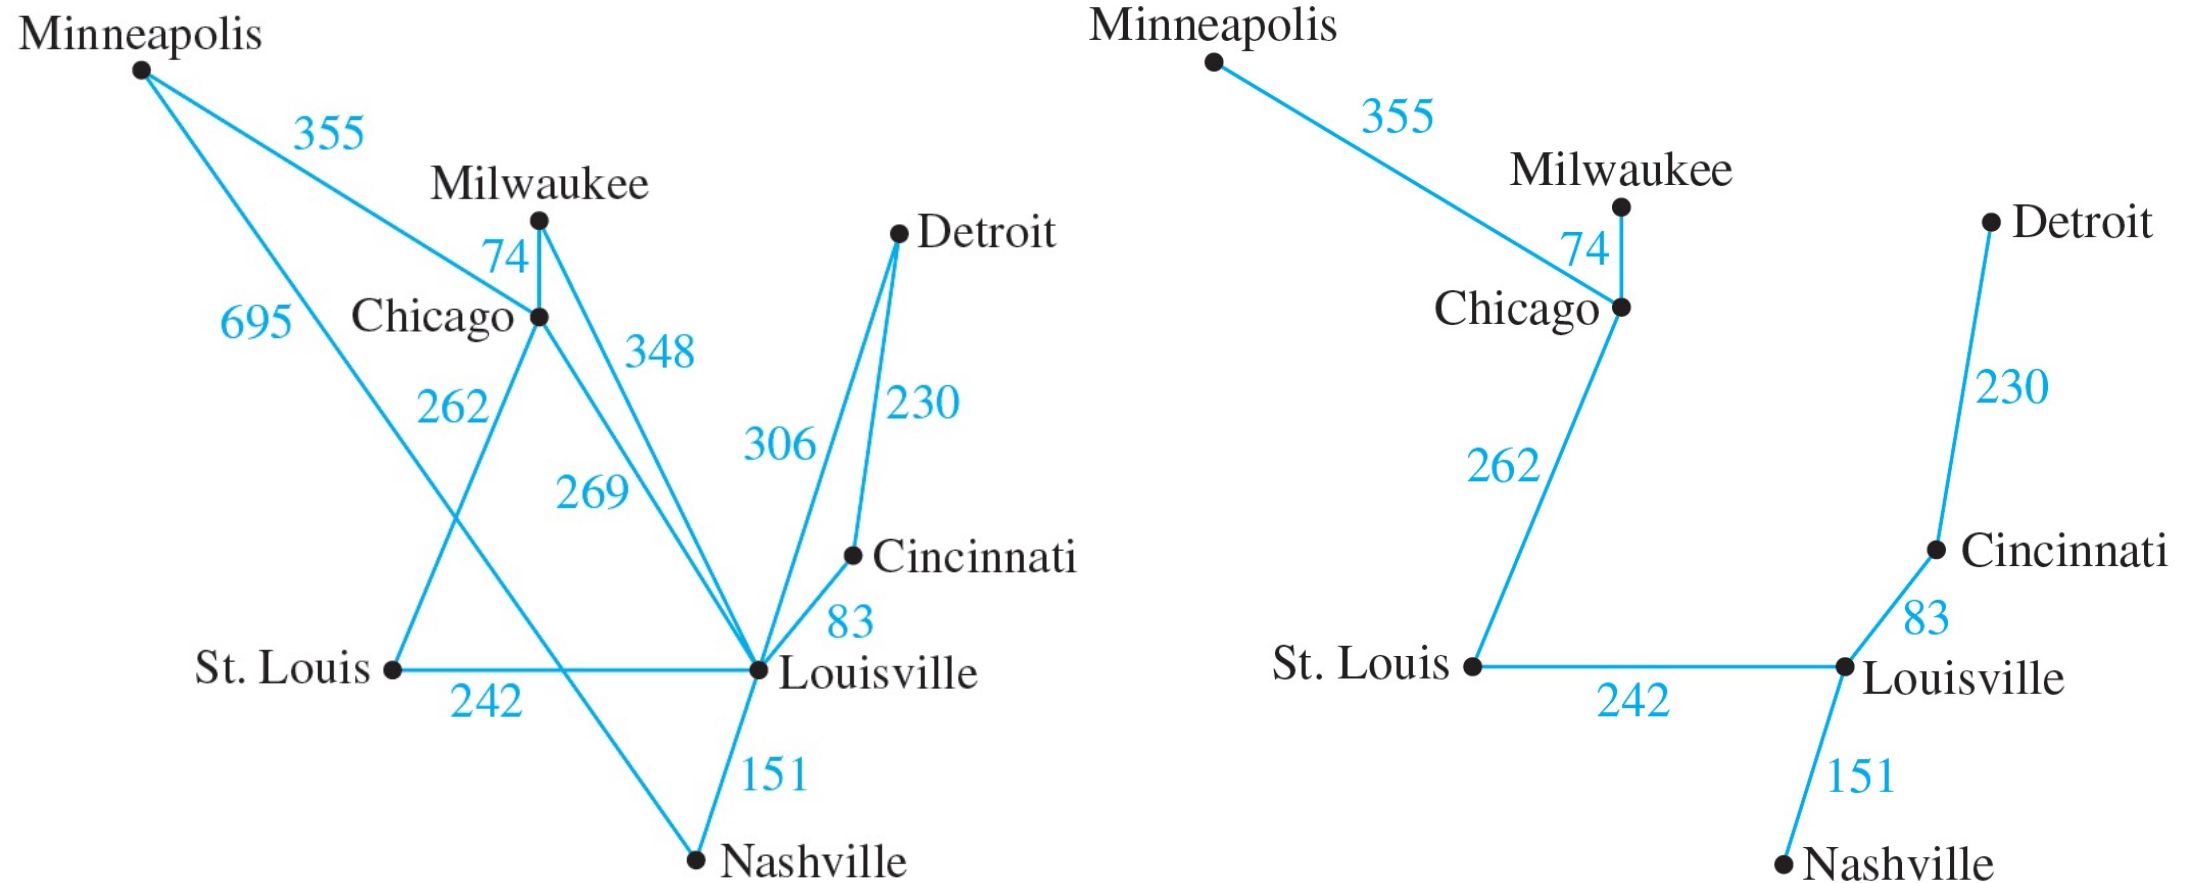 Minneapolis
355
Milwaukee
74
Detroit
695
Chicago
348
262
230
306
269
Cincinnati
83
St. Louis
Louisville
242
151
Nashville
Minneapolis
355
Milwaukee
74
Detroit
Chicago
230
262
Cincinnati
83
St. Louis
Louisville
242
151
Nashville